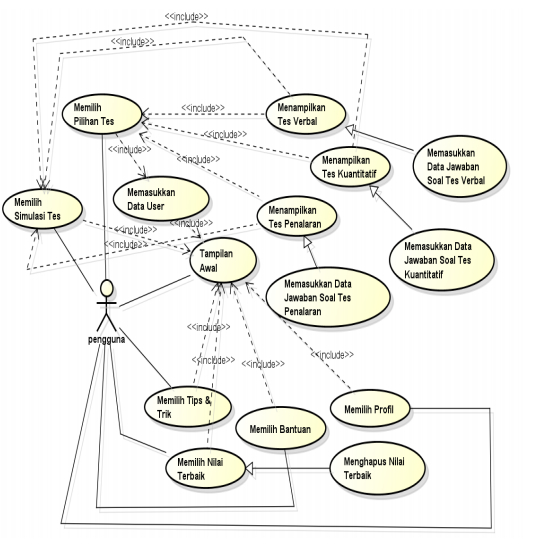 <<include>>
<<include>>
Memilih
Pilihan Tes
<<include>>
Menampilkan
Tes Verbal
<<include>>
<<include>>
<<include>>
Menampilkan
Tes Kuantitatif
Memasukkan
Data Jawaban
Soal Tes Verbal
Memasukkan
Data User
Memilih
Simulasi Tes
<<include>>
<<include>>
<<include>>
Menampilkan
Tes Penalaran
Tampilan
Awal
Memasukkan Data
Jawaban Soal Tes
Kuantitatif
Memasukkan Data
Jawaban Soal Tes
Penalaran
pengguna
<<include>>
<<include>>
<<include>>
<<include>>
Memilih Tips &
Trik
Memilih Bantuan
Memilih Profil
Memilih Nilai
Terbaik
Menghapus Nilai
Terbaik